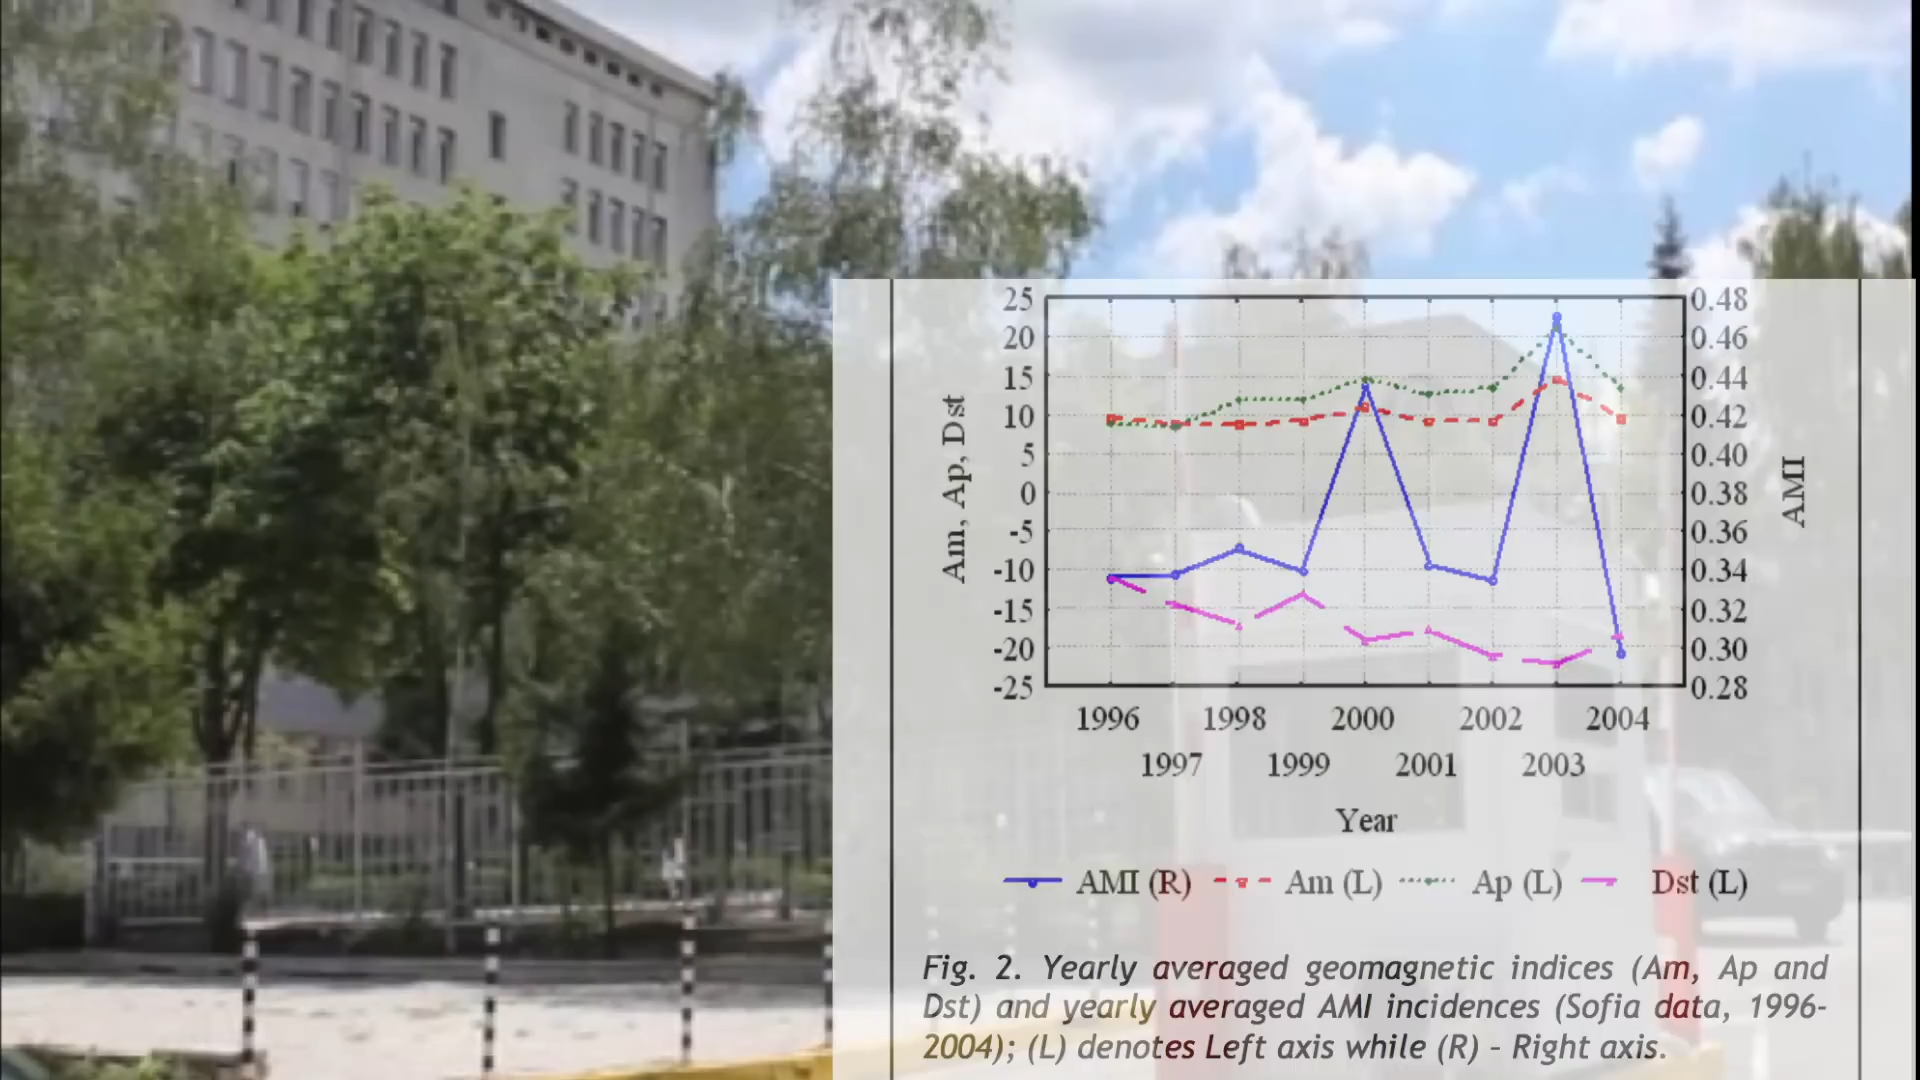 25 0.48
20 0.46
15 0.44
10 0.42
5 0.40
0 0.38
-5 0.36
-10 0.34
-15 0.32
-20 0.30
-25 0.28
Am, Ap, Dst
AMI
1996 1998 2000 2002 2004
1997 1999 2001 2003
Year
AMI (R) Am (L) Ap (L) Dst (L)
Fig. 2. Yearly averaged geomagnetic indices (Am, Ap and
Dst) and yearly averaged AMI incidences (Sofia data, 1996-
2004); (L) denotes Left axis while (R) – Right axis.